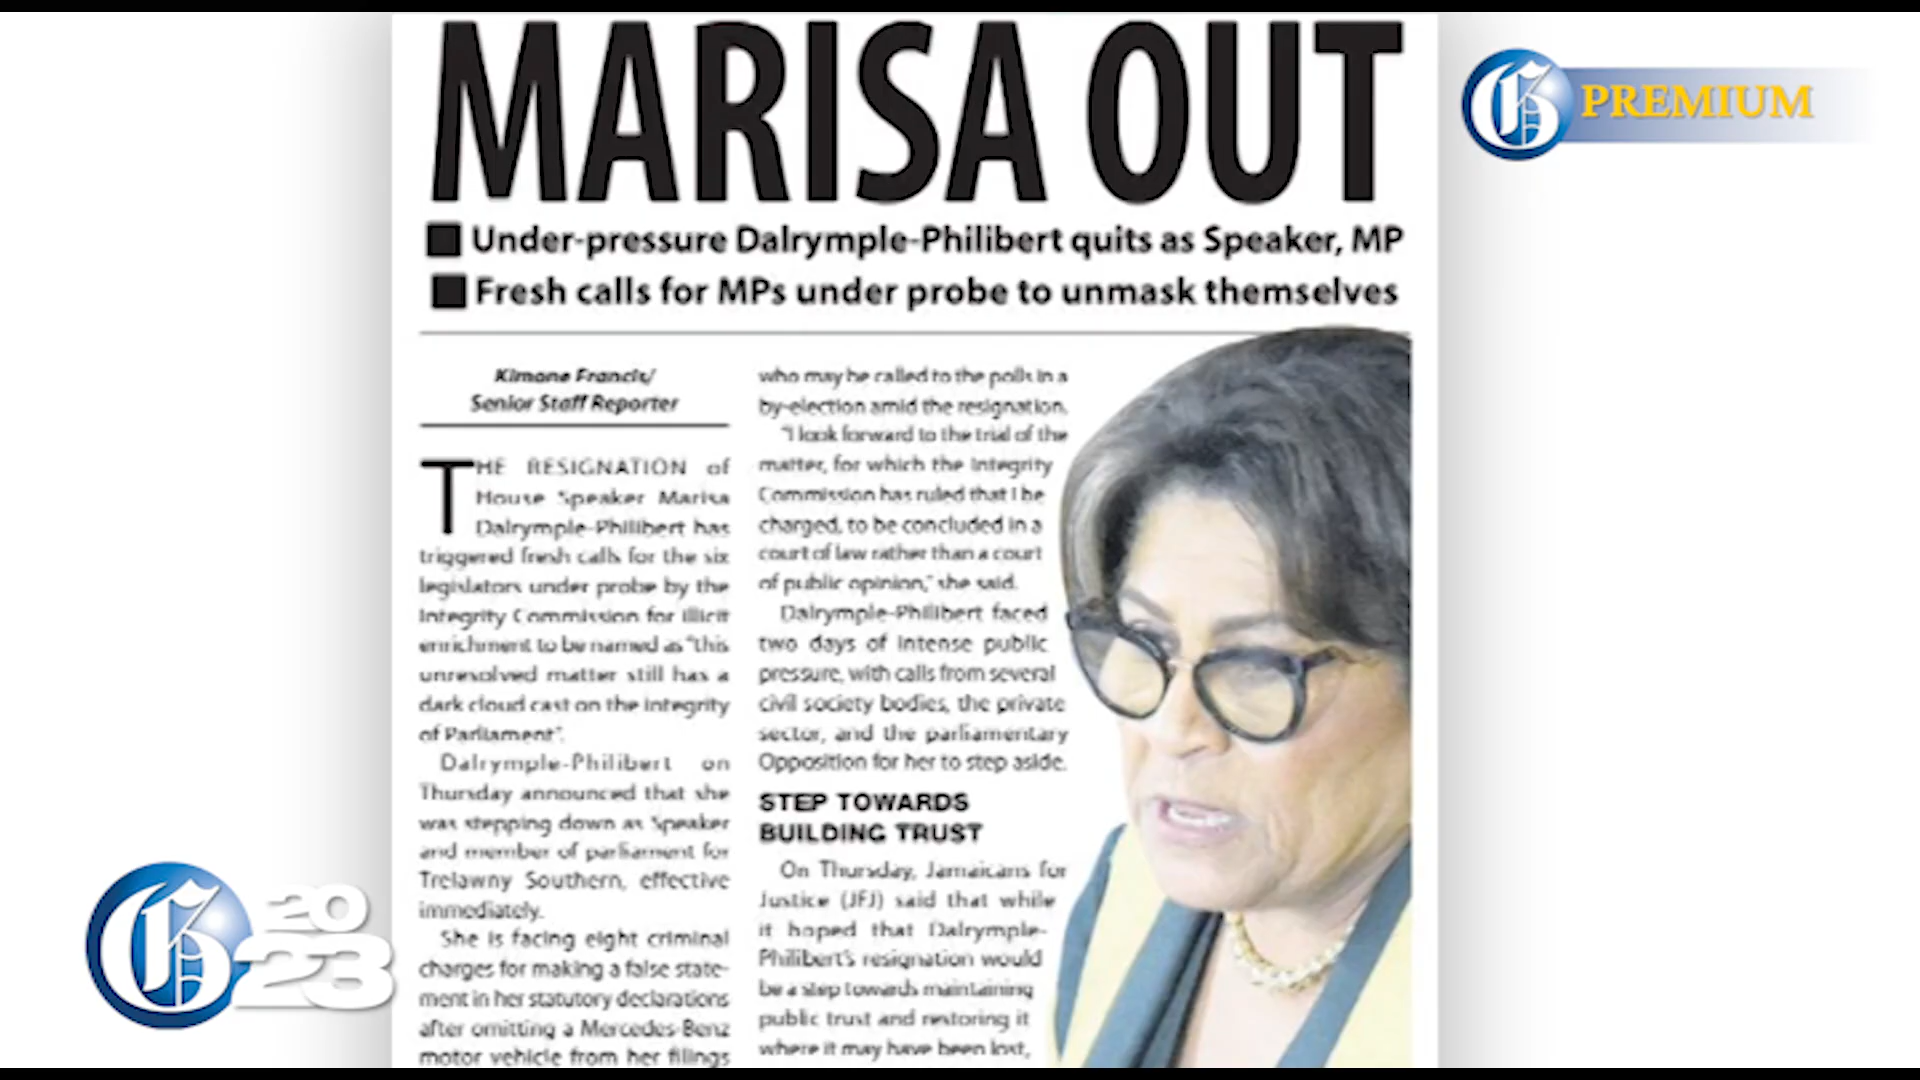 MARISA OUT
■ Under-pressure Dalrymple-Philibert quits as Speaker, MP
■ Fresh calls for MPs under probe to unmask themselves
Kimone Francis/
Senior Staff Reporter
THE RESIGNATION of
House Speaker Marisa
Dalrymple-Philibert has
triggered fresh calls for the six
legislators under probe by the
Integrity Commission for illicit
enrichment to be named as "this
unresolved matter still has a
dark cloud cast on the integrity
of Parliament".
Dalrymple-Philibert on
Thursday announced that she
was stepping down as Speaker
and member of parliament for
Trelawny Southern, effective
immediately.
She is facing eight criminal
charges for making a false state-
ment in her statutory declarations
after omitting a Mercedes-Benz
motor vehicle from her filings
who may be called to the polls in a
by-election amid the resignation.
"I look forward to the trial of the
matter, for which the Integrity
Commission has ruled that I be
charged, to be concluded in a
court of law rather than a court
of public opinion," she said.
Dalrymple-Philibert faced
two days of intense public
pressure, with calls from several
civil society bodies, the private
sector, and the parliamentary
Opposition for her to step aside.
STEP TOWARDS
BUILDING TRUST
On Thursday, Jamaicans for
Justice (JFJ) said that while
it hoped that Dalrymple-
Philibert's resignation would
be a step towards maintaining
public trust and restoring it
where it may have been lost,
G PREMIUM
G 20
23